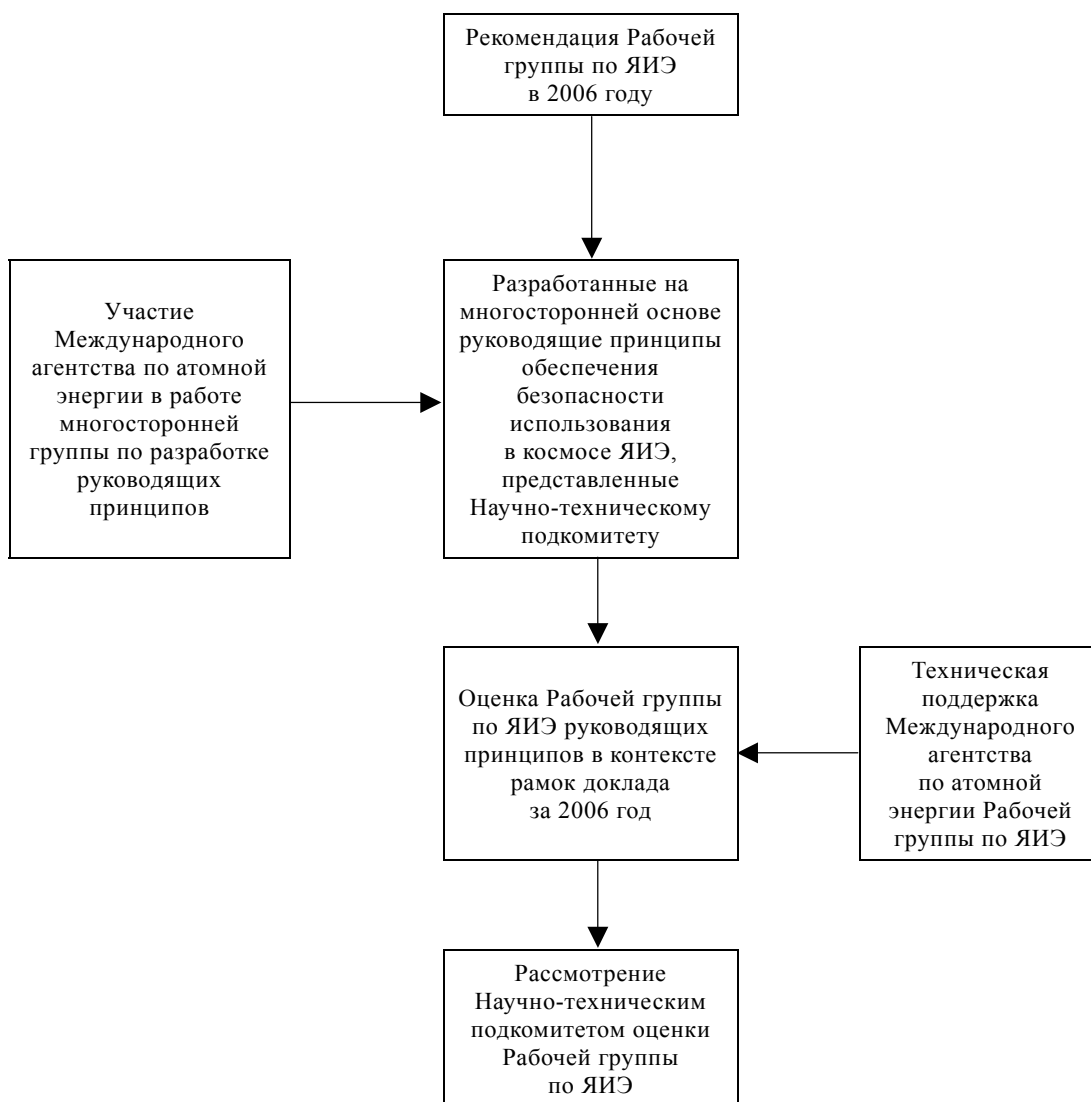 Рекомендация Рабочей
группы по ЯИЭ
в 2006 году
Участие
Международного
агентства по атомной
энергии в работе
многосторонней
группы по разработке
руководящих
принципов
Разработанные на
многосторонней основе
руководящие принципы
обеспечения
безопасности
использования
в космосе ЯИЭ,
представленные
Научно-техническому
подкомитету
Оценка Рабочей группы
по ЯИЭ руководящих
принципов в контексте
рамок доклада
за 2006 год
Техническая
поддержка
Международного
агентства
по атомной
энергии Рабочей
группы по ЯИЭ
Рассмотрение
Научно-техническим
подкомитетом оценки
Рабочей группы
по ЯИЭ